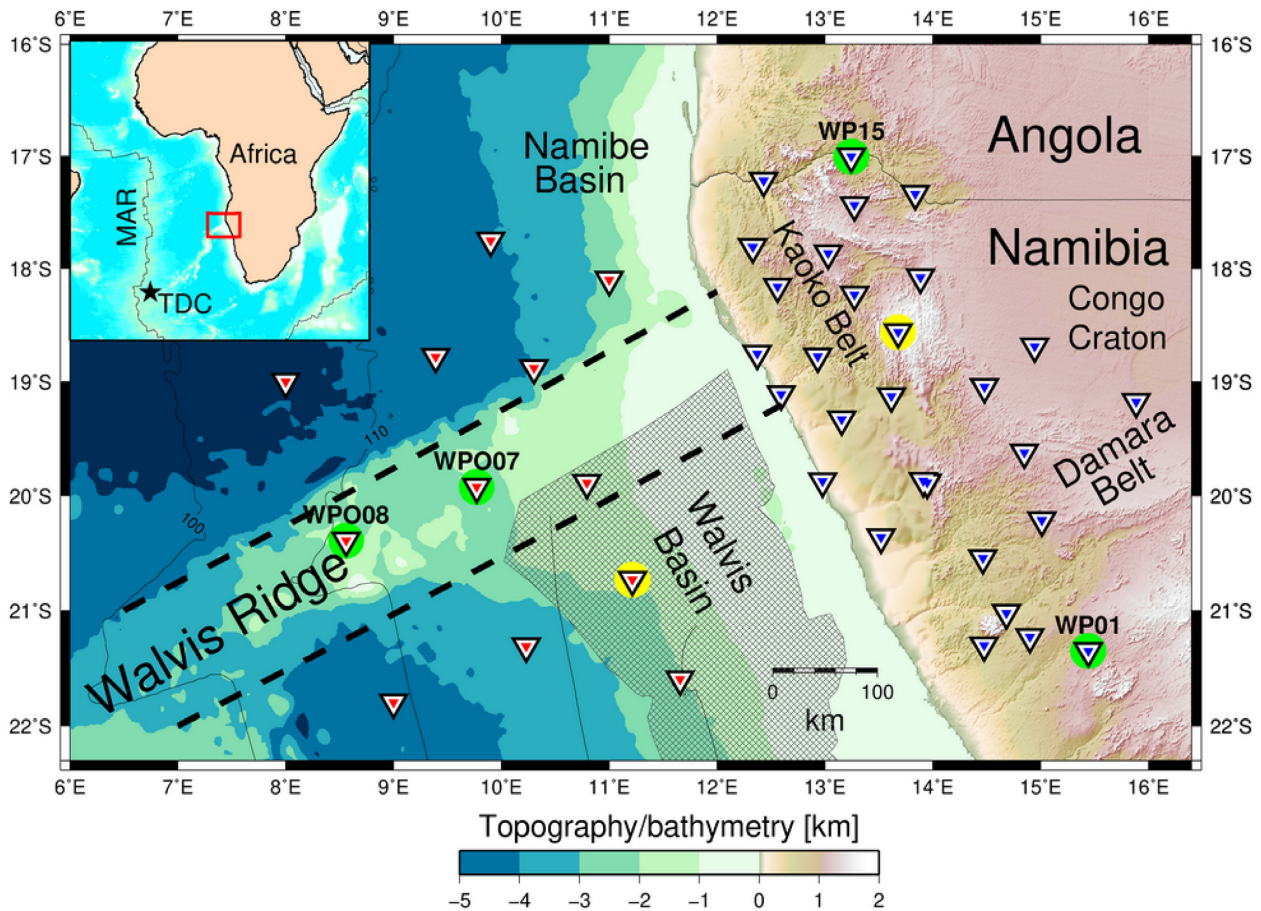 6°E 7°E 8°E 9°E 10°E 11°E 12°E 13°E 14°E 15°E 16°E
16°S 16°S
17°S 17°S
18°S 18°S
19°S 19°S
20°S 20°S
21°S 21°S
22°S 22°S
Africa
MAR
TDC
Namibe
Basin
WP15
Angola
Kaoko Belt
Namibia
Congo
Craton
110
100
WPO07
WPO08
Damara
Belt
Walvis
Basin
Walvis Ridge
WP01
0 100
km
6°E 7°E 8°E 9°E 10°E 11°E 12°E 13°E 14°E 15°E 16°E
Topography/bathymetry [km]
−5 −4 −3 −2 −1 0 1 2